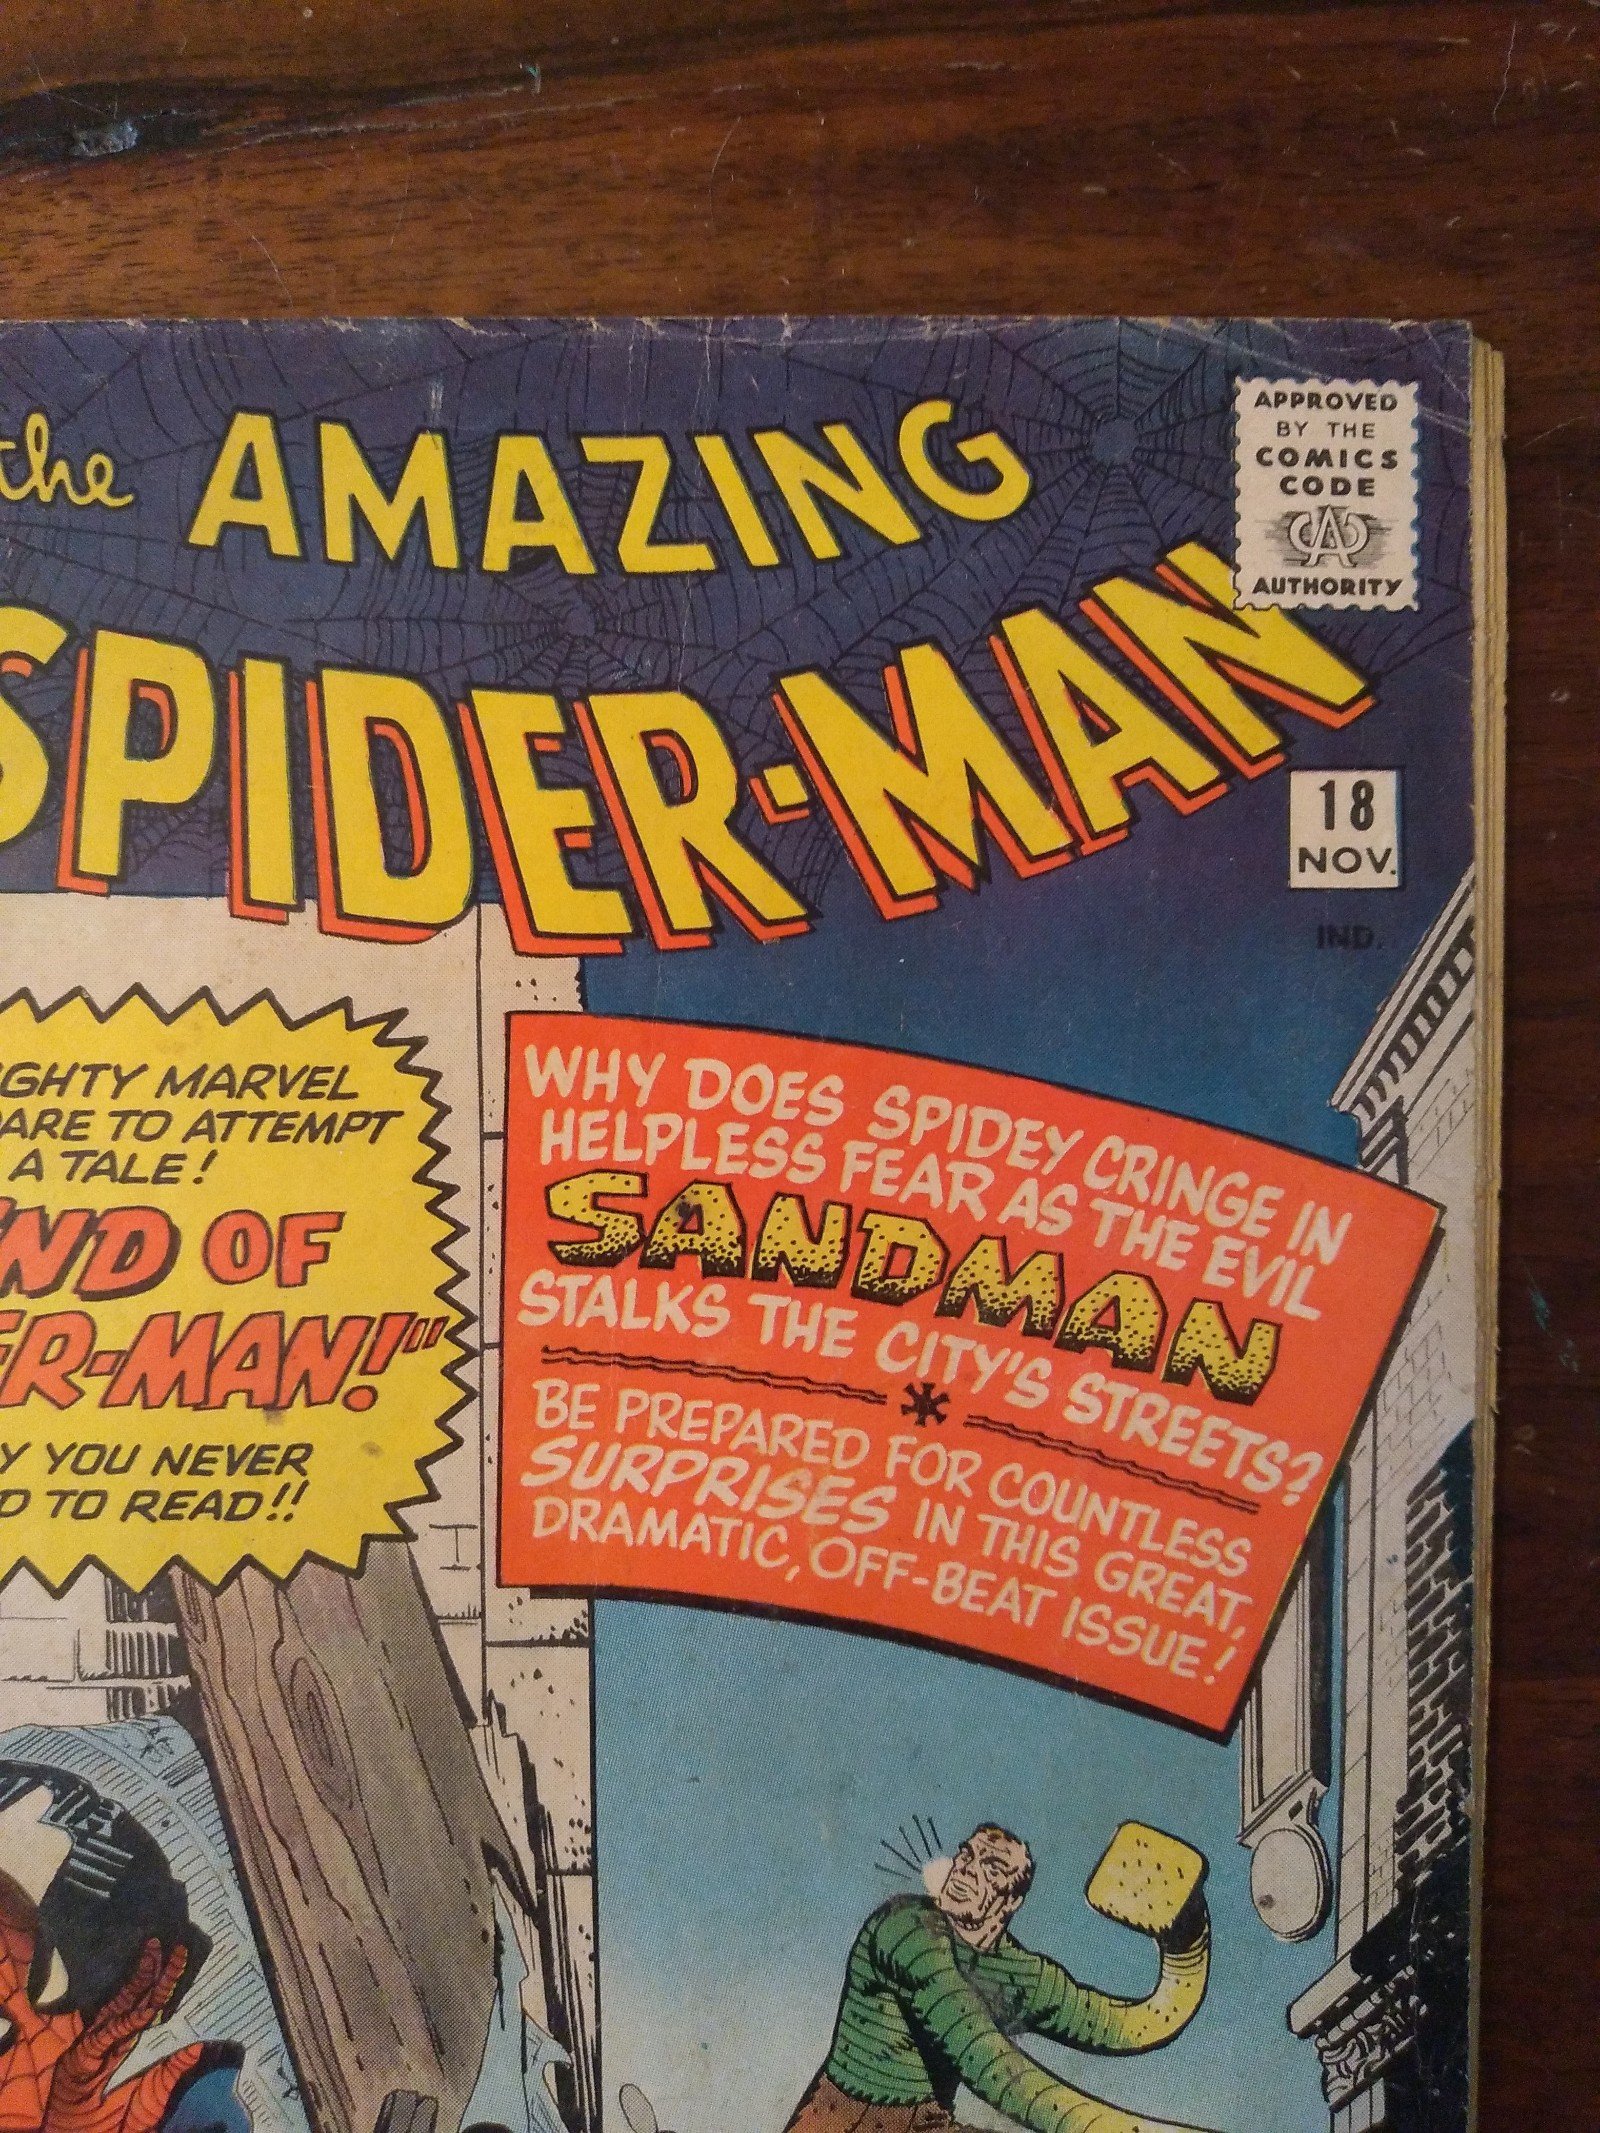 the AMAZING
SPIDER-MAN
APPROVED
BY THE
COMICS
CODE
CA
AUTHORITY
18
NOV.
IND.
IGHTY MARVEL
ARE TO ATTEMPT
A TALE!
END OF
ER-MAN!"
Y YOU NEVER
D TO READ!!
WHY DOES SPIDEY CRINGE IN
HELPLESS FEAR AS THE EVIL
SANDMAN
STALKS THE CITY'S STREETS?
BE PREPARED FOR COUNTLESS
SURPRISES IN THIS GREAT,
DRAMATIC, OFF-BEAT ISSUE!